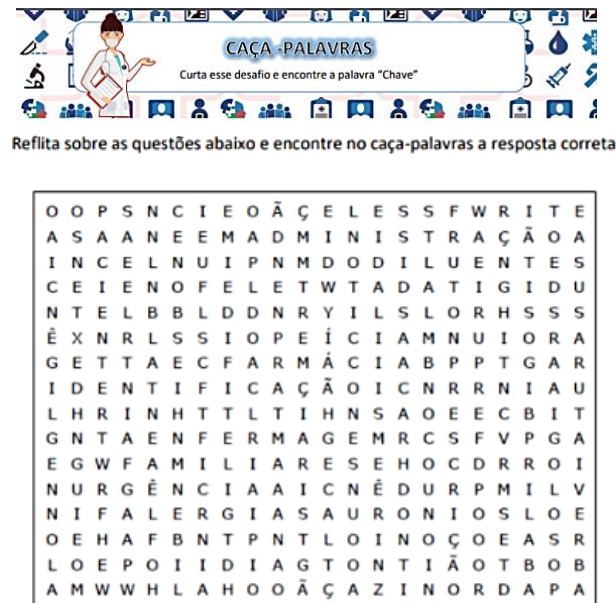 CAÇA -PALAVRAS
Curta esse desafio e encontre a palavra “Chave”
Reflita sobre as questões abaixo e encontre no caça-palavras a resposta correta
O O P S N C I E O Ã Ç E L E S S F W R I T E
A S A A N E E M A D M I N I S T R A Ç Ã O A
I N C E L N U I P N M D O D I L U E N T E S
C E I E N O F E L E T W T A D A T I G I D U
N T E L B B L D D N R Y I L S L O R H S S S
Ê X N R L S S I O P E Í C I A M N U I O R A
G E T T A E C F A R M Á C I A B P P T G A R
I D E N T I F I C A Ç Ã O I C N R R N I A U
L H R I N H T T L T I H N S A O E E C B I T
G N T A E N F E R M A G E M R C S F V P G A
E G W F A M I L I A R E S E H O C D R R O I
N U R G Ê N C I A A I C N Ê D U R P M I L V
N I F A L E R G I A S A U R O N I O S L O E
O E H A F B N T P N T L O I N O Ç O E A S R
L O E P O I I D I A G T O N T I Ã O T B O B
A M W W H L A H O O Ã Ç A Z I N O R D A P A